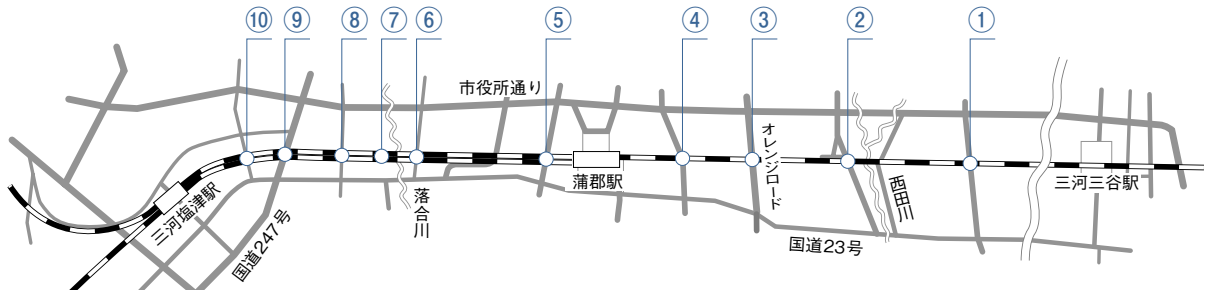 ⑩
⑨
⑧
⑦
⑥
⑤
④
③
②
①
市役所通り
オレンジロード
蒲郡駅
三河三谷駅
西田川
落合川
三河塩津駅
国道247号
国道23号